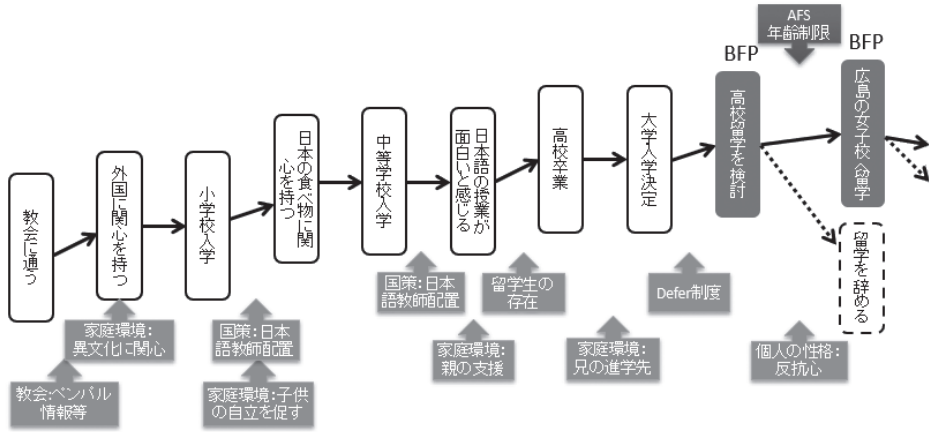 AFS
年齢制限
BFP
BFP
教会に通う
外国に関心を持つ
小学校入学
日本の食べ物に関
心を持つ
中等学校入学
日本語の授業が
面白いと感じる
高校卒業
大学入学決定
高校留学を検討
広島の女子校へ留学
留学を辞める
家庭環境:
異文化に関心
教会:ペンパル
情報等
国策:日本
語教師配置
家庭環境:子供
の自立を促す
国策:日本
語教師配置
留学生の
存在
家庭環境:
親の支援
家庭環境:
兄の進学先
Defer制度
個人の性格:
反抗心